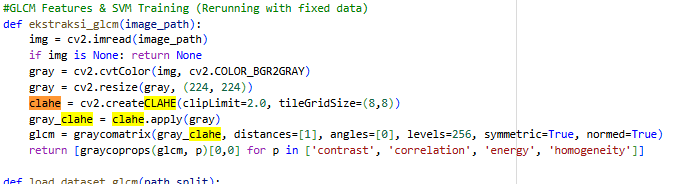 #GLCM Features & SVM Training (Rerunning with fixed data)
def ekstraksi_glcm(image_path):
    img = cv2.imread(image_path)
    if img is None: return None
    gray = cv2.cvtColor(img, cv2.COLOR_BGR2GRAY)
    gray = cv2.resize(gray, (224, 224))
    clahe = cv2.createCLAHE(clipLimit=2.0, tileGridSize=(8,8))
    gray_clahe = clahe.apply(gray)
    glcm = graycomatrix(gray_clahe, distances=[1], angles=[0], levels=256, symmetric=True, normed=True)
    return [graycoprops(glcm, p)[0,0] for p in ['contrast', 'correlation', 'energy', 'homogeneity']]
def load_dataset_glcm(path_split):